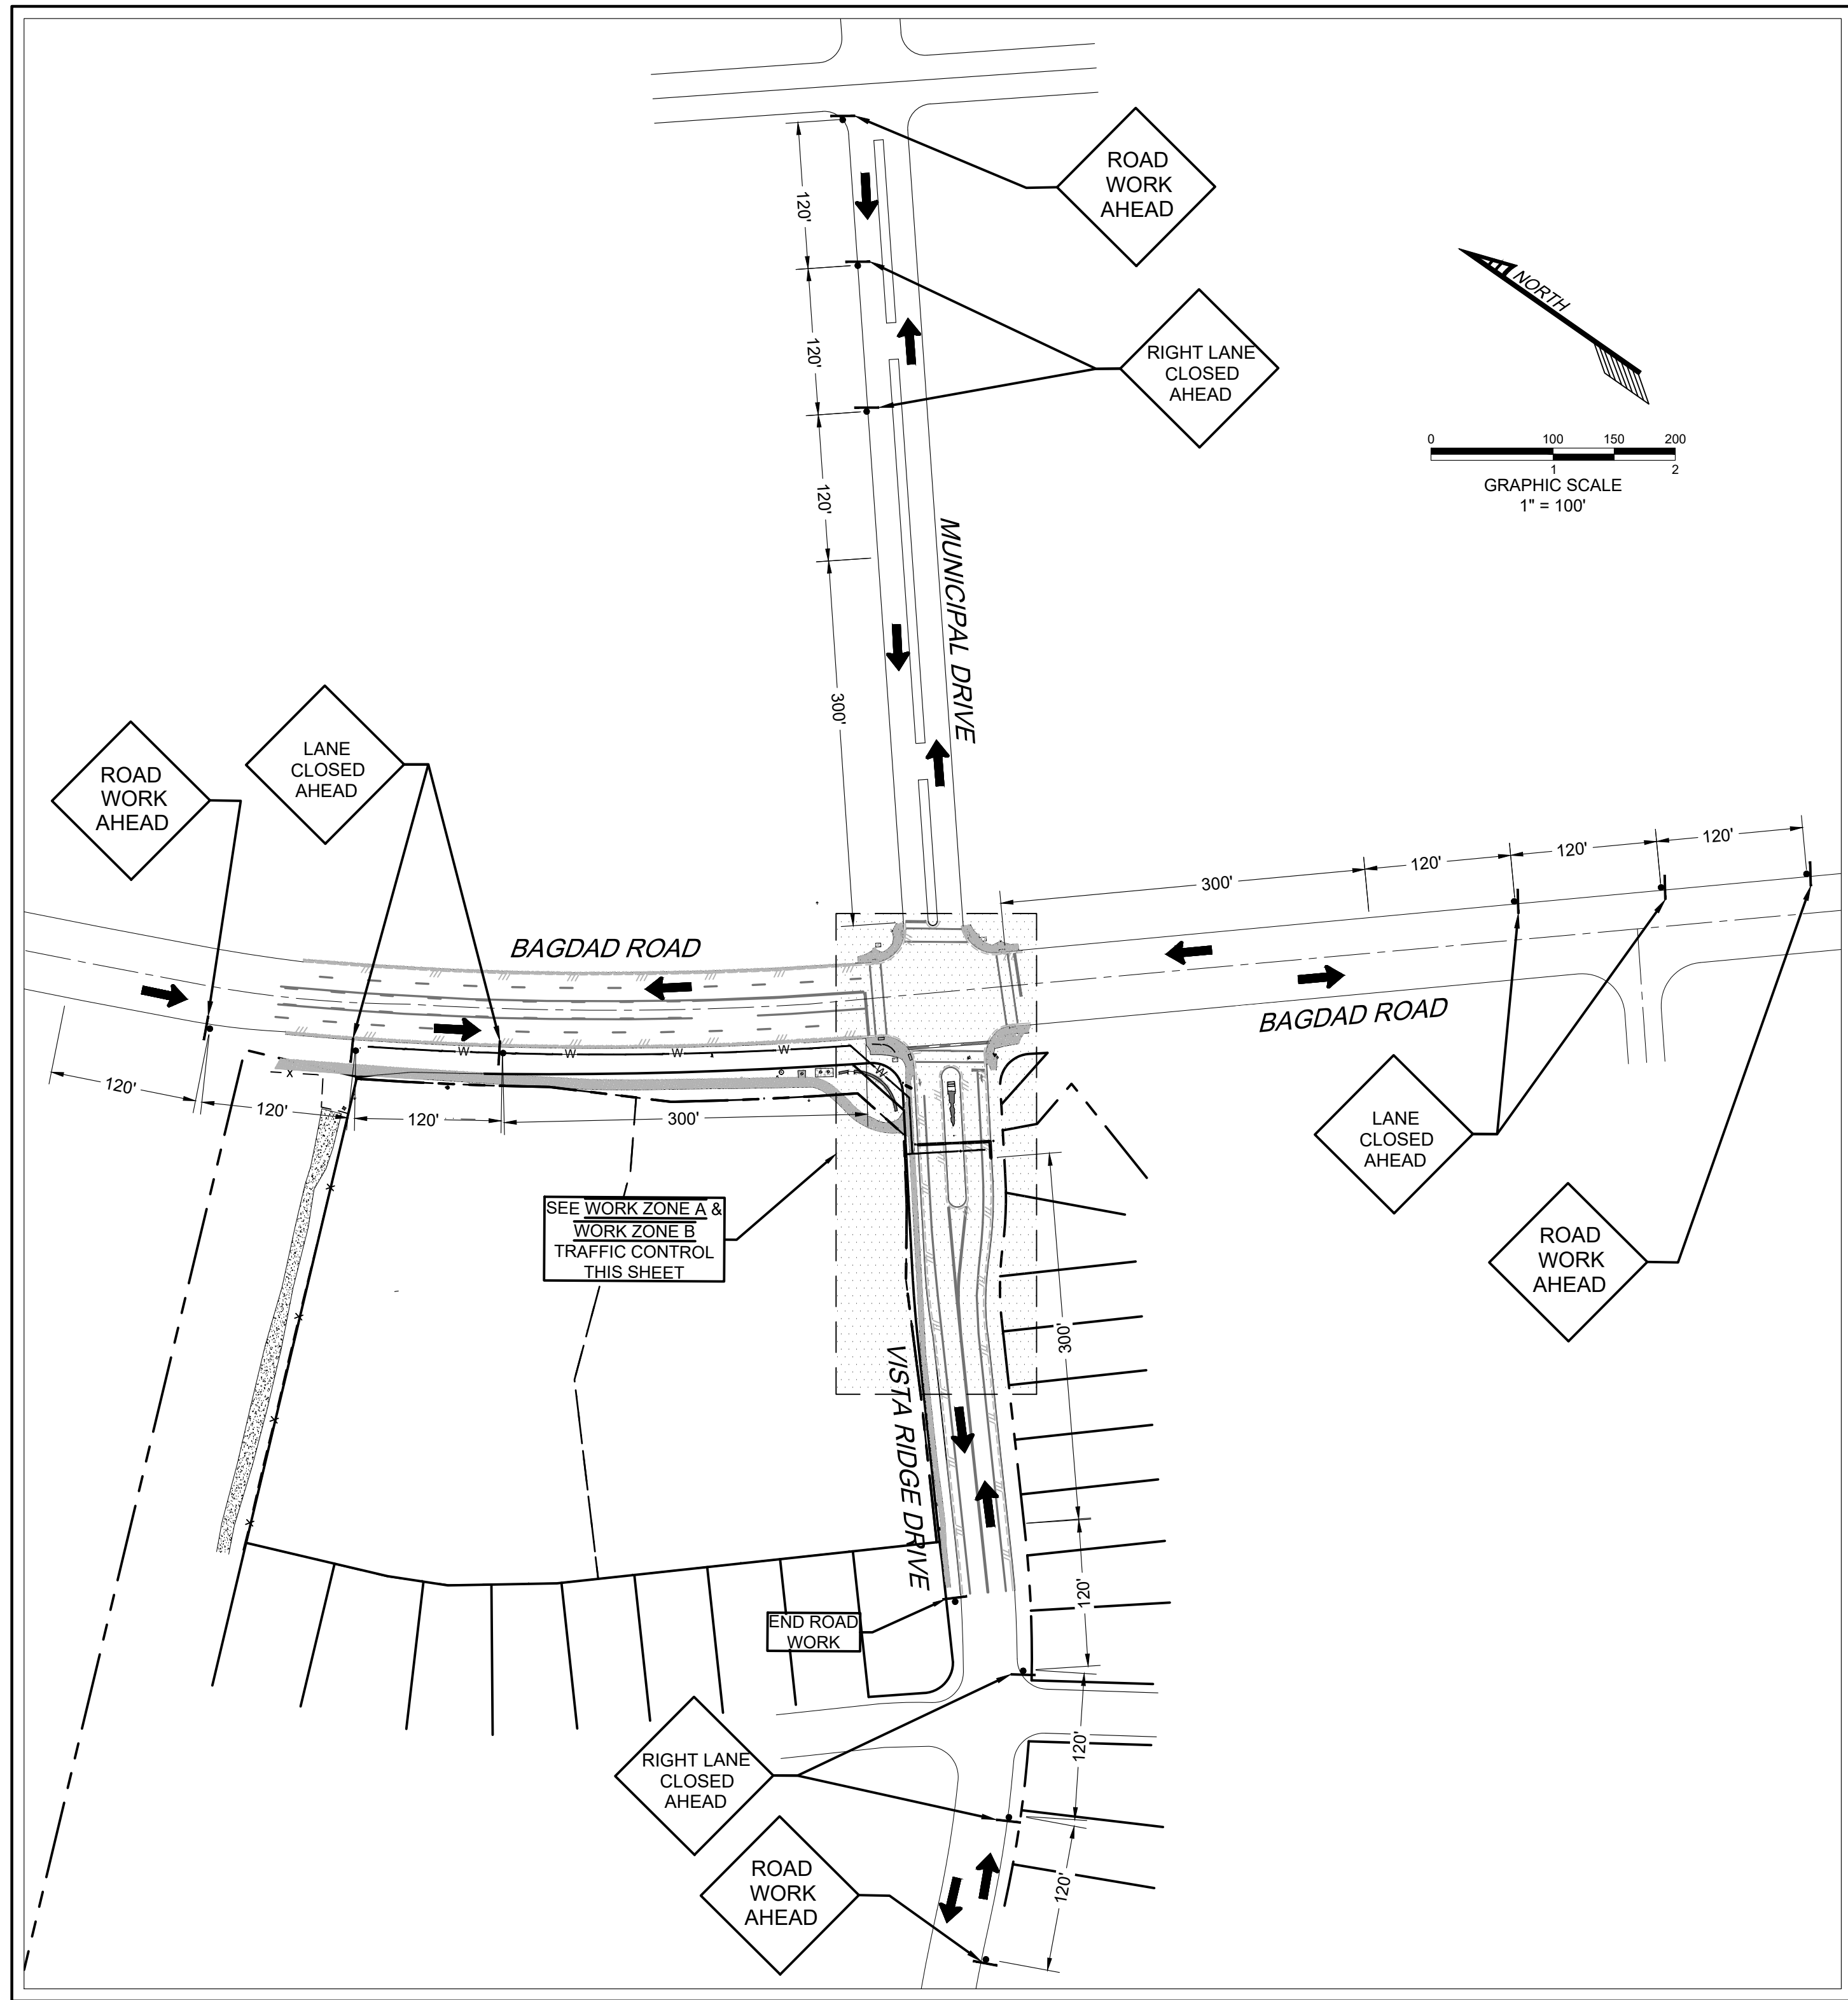 ROAD
WORK
AHEAD
120'
120'
120'
300'
RIGHT LANE
CLOSED
AHEAD
NORTH
0 100 150 200
1 2
GRAPHIC SCALE
1" = 100'
MUNICIPAL DRIVE
ROAD
WORK
AHEAD
LANE
CLOSED
AHEAD
BAGDAD ROAD
300'
120'
120'
120'
BAGDAD ROAD
W
W
W
W
W
X
120'
120'
120'
300'
LANE
CLOSED
AHEAD
ROAD
WORK
AHEAD
SEE WORK ZONE A &
WORK ZONE B
TRAFFIC CONTROL
THIS SHEET
VISTA RIDGE DRIVE
300'
120'
120'
120'
END ROAD
WORK
RIGHT LANE
CLOSED
AHEAD
ROAD
WORK
AHEAD